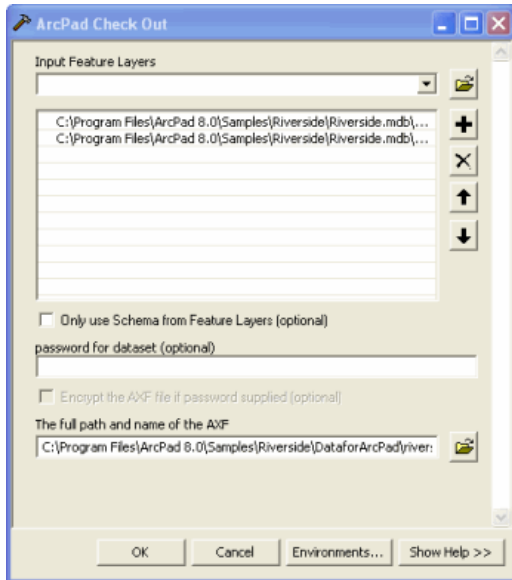 ArcPad Check Out
Input Feature Layers
C:\Program Files\ArcPad 8.0\Samples\Riverside\Riverside.mdb\...
C:\Program Files\ArcPad 8.0\Samples\Riverside\Riverside.mdb\...
Only use Schema from Feature Layers (optional)
password for dataset (optional)
Encrypt the AXF file if password supplied (optional)
The full path and name of the AXF
C:\Program Files\ArcPad 8.0\Samples\Riverside\DataforArcPad\river:
OK Cancel Environments... Show Help >>